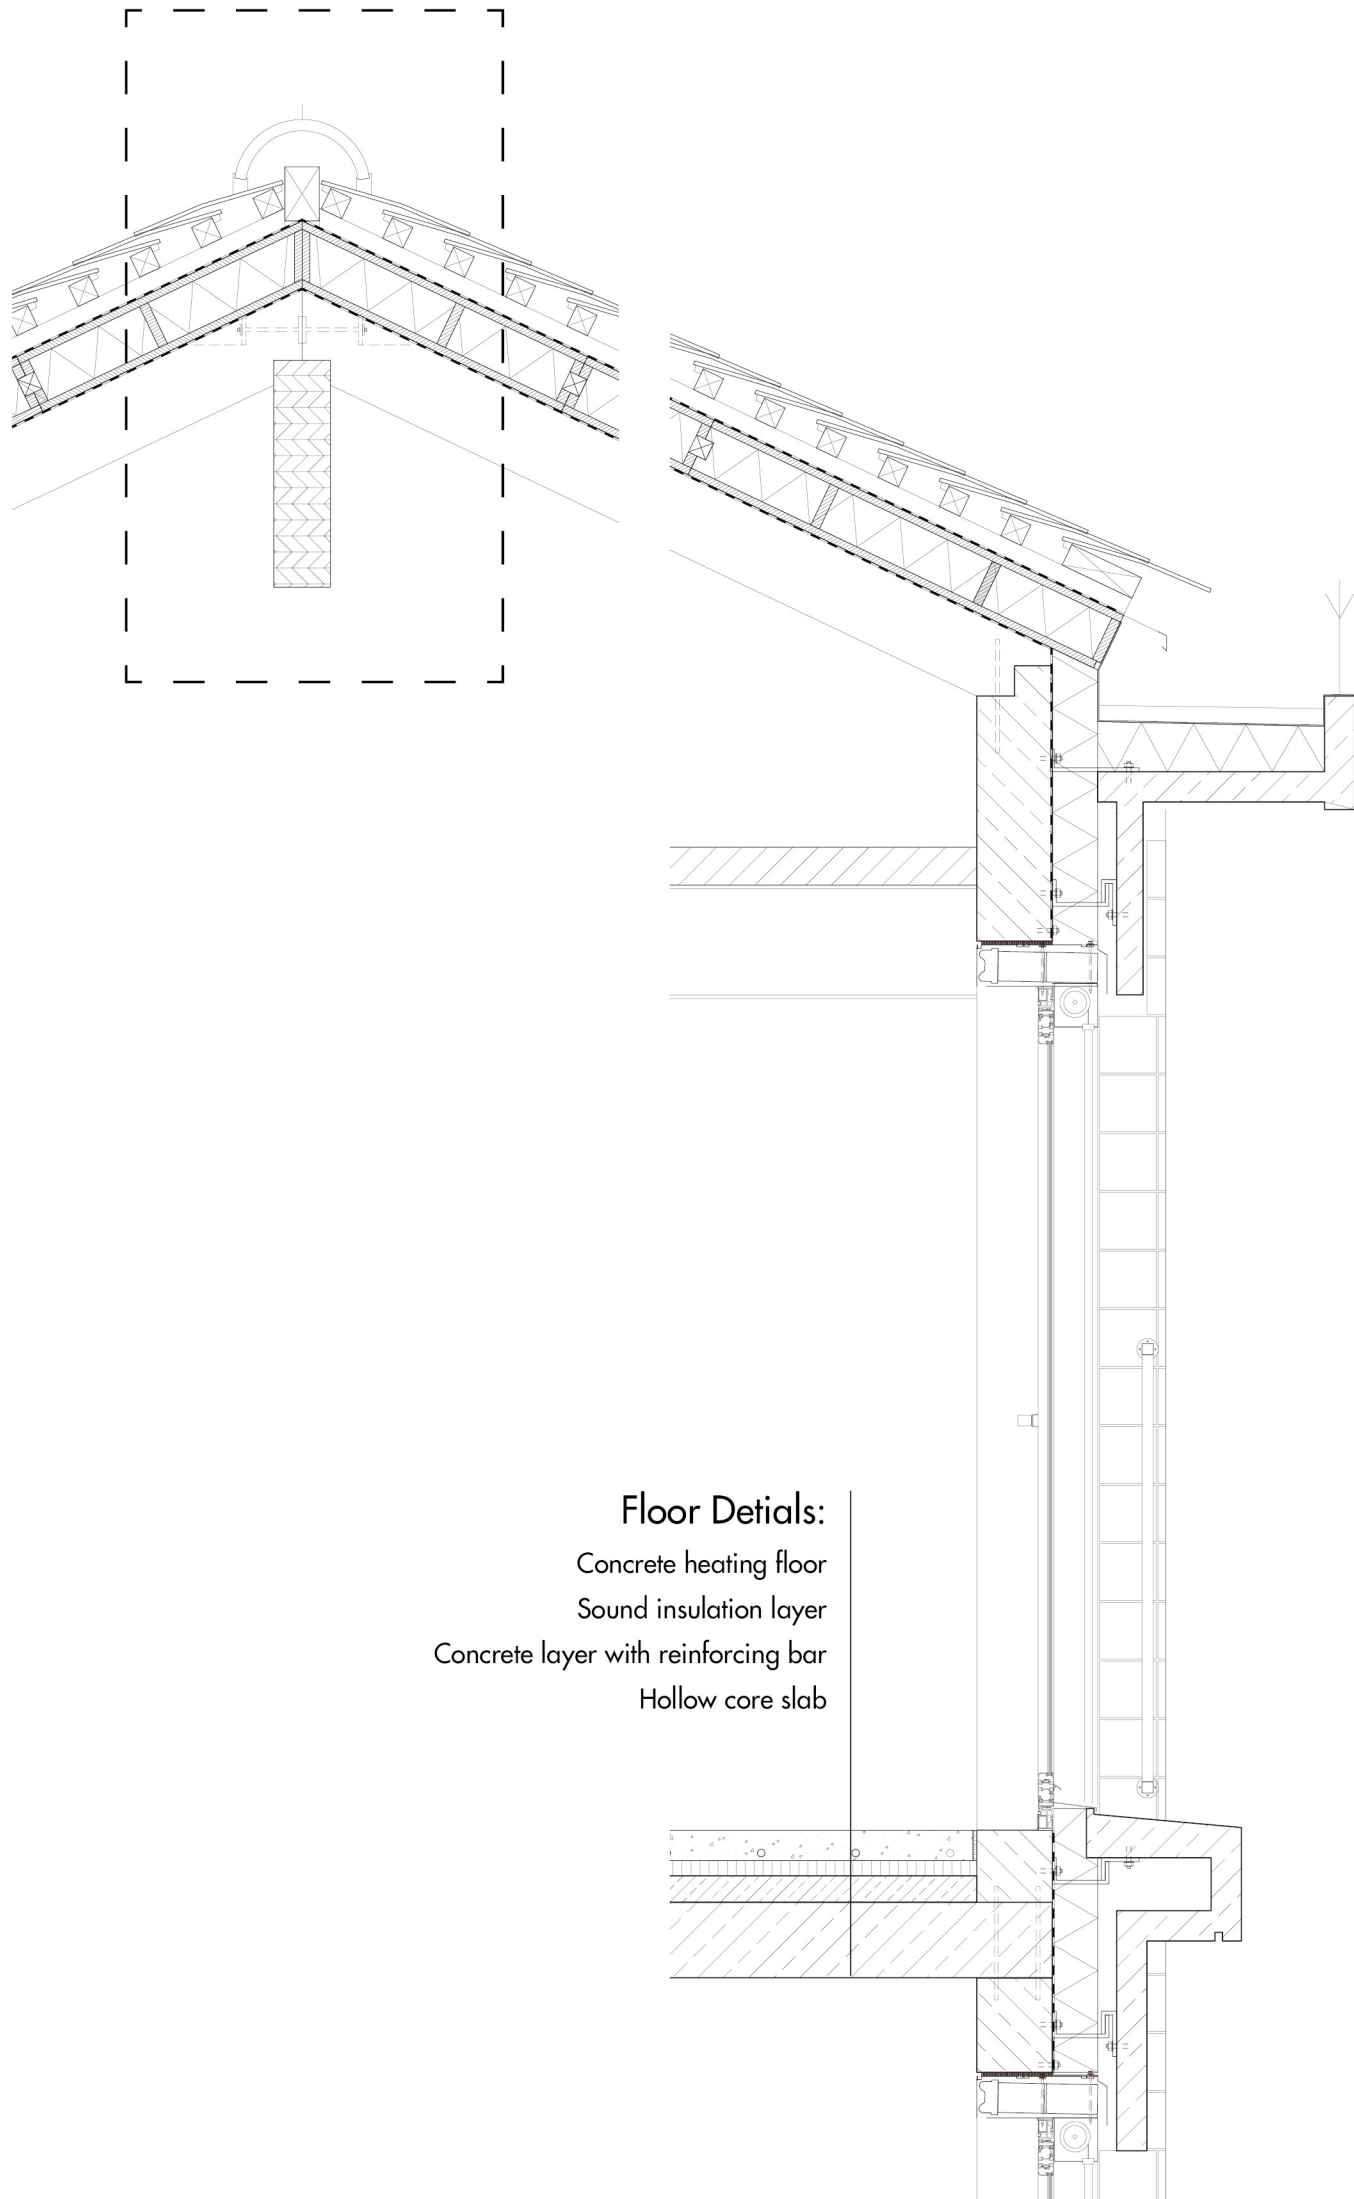 Floor Detials:
Concrete heating floor
Sound insulation layer
Concrete layer with reinforcing bar
Hollow core slab